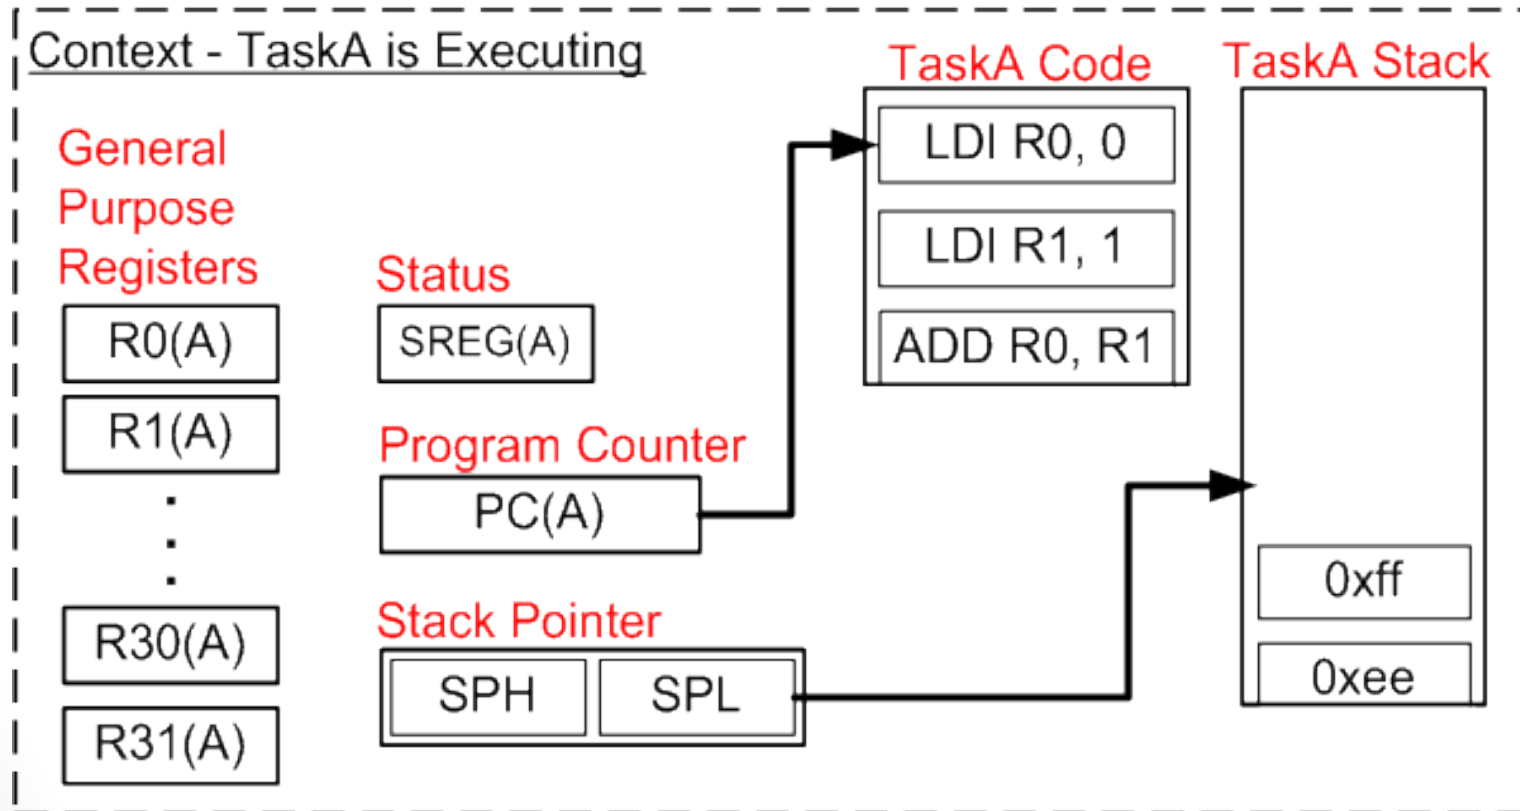 Context - TaskA is Executing
General
Purpose
Registers
R0(A)
R1(A)
.
.
.
R30(A)
R31(A)
Status
SREG(A)
Program Counter
PC(A)
Stack Pointer
SPH SPL
TaskA Code
LDI R0, 0
LDI R1, 1
ADD R0, R1
TaskA Stack
0xff
0xee